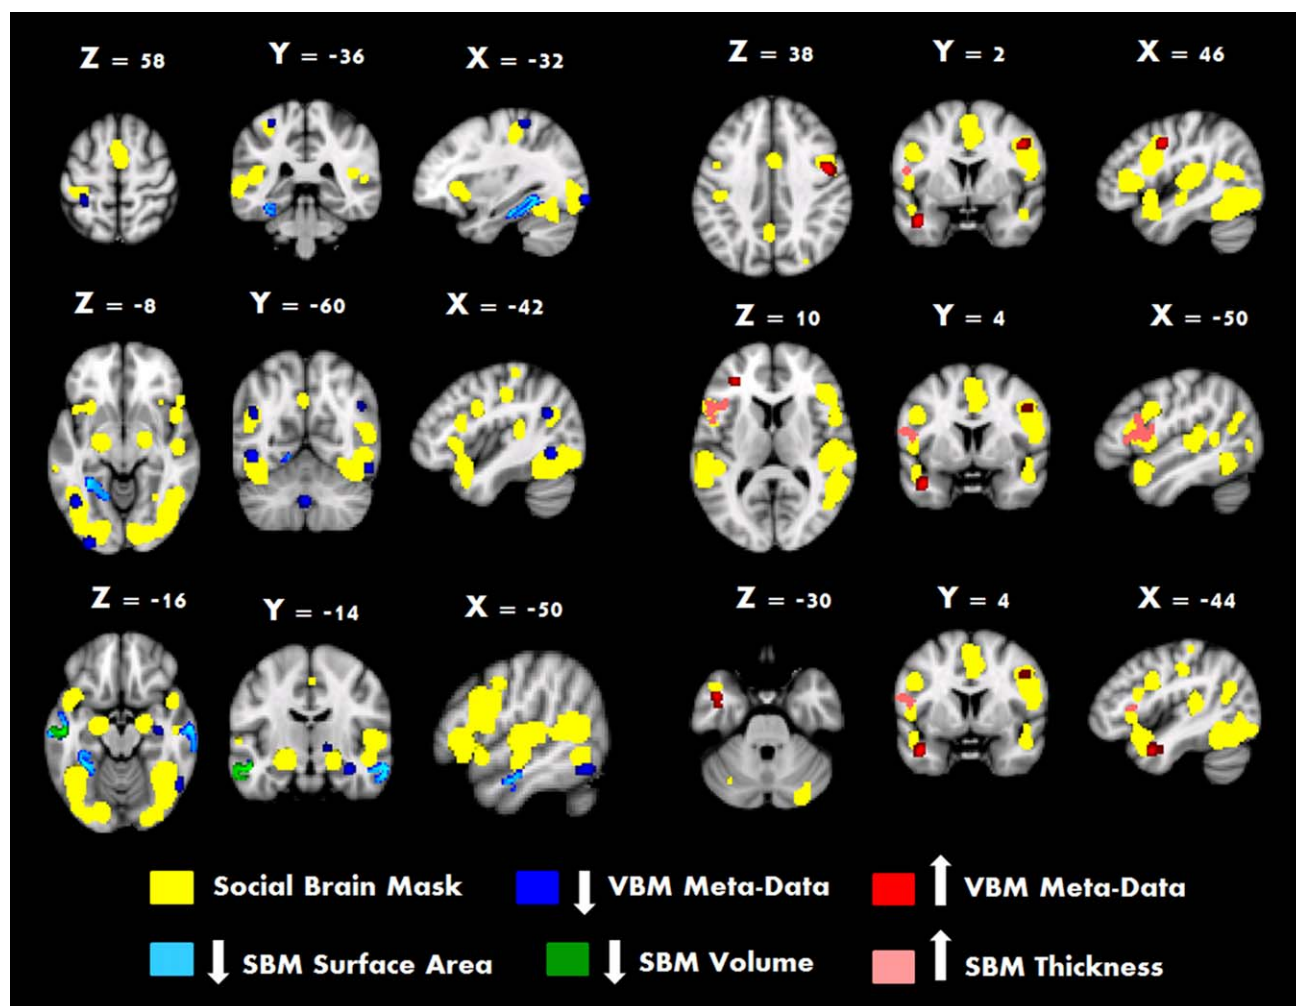 Z = 58
Y = -36
X = -32
Z = 38
Y = 2
X = 46
Z = -8
Y = -60
X = -42
Z = 10
Y = 4
X = -50
Z = -16
Y = -14
X = -50
Z = -30
Y = 4
X = -44
Social Brain Mask
VBM Meta-Data
VBM Meta-Data
SBM Surface Area
SBM Volume
SBM Thickness